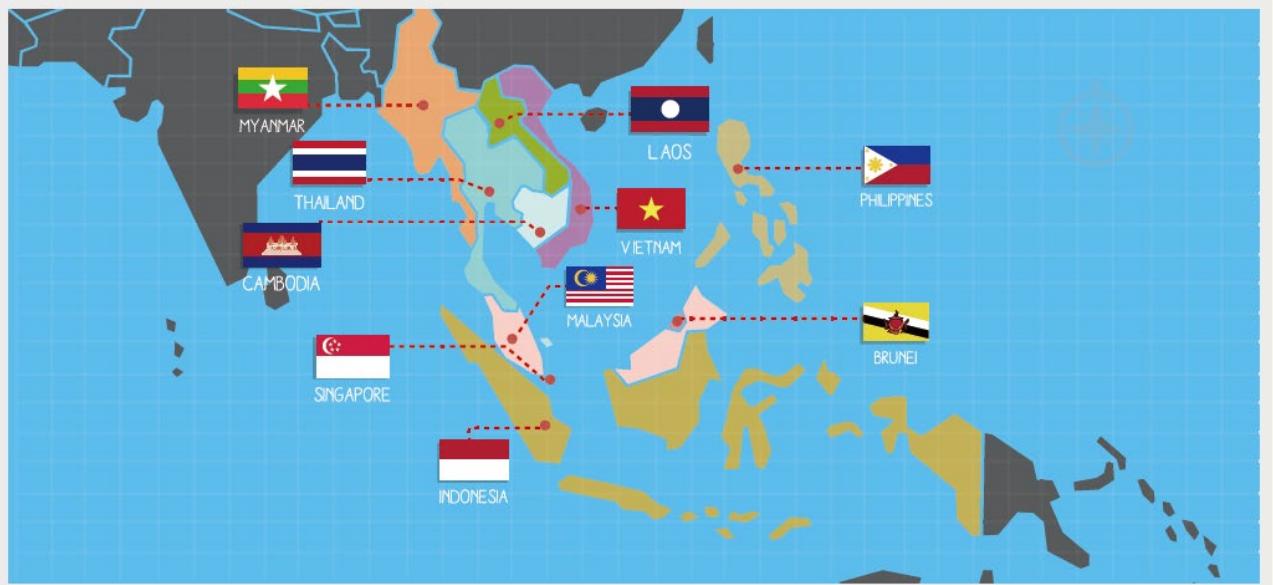 MYANMAR
LAOS
THAILAND
PHILIPPINES
VIETNAM
CAMBODIA
MALAYSIA
BRUNEI
SINGAPORE
INDONESIA